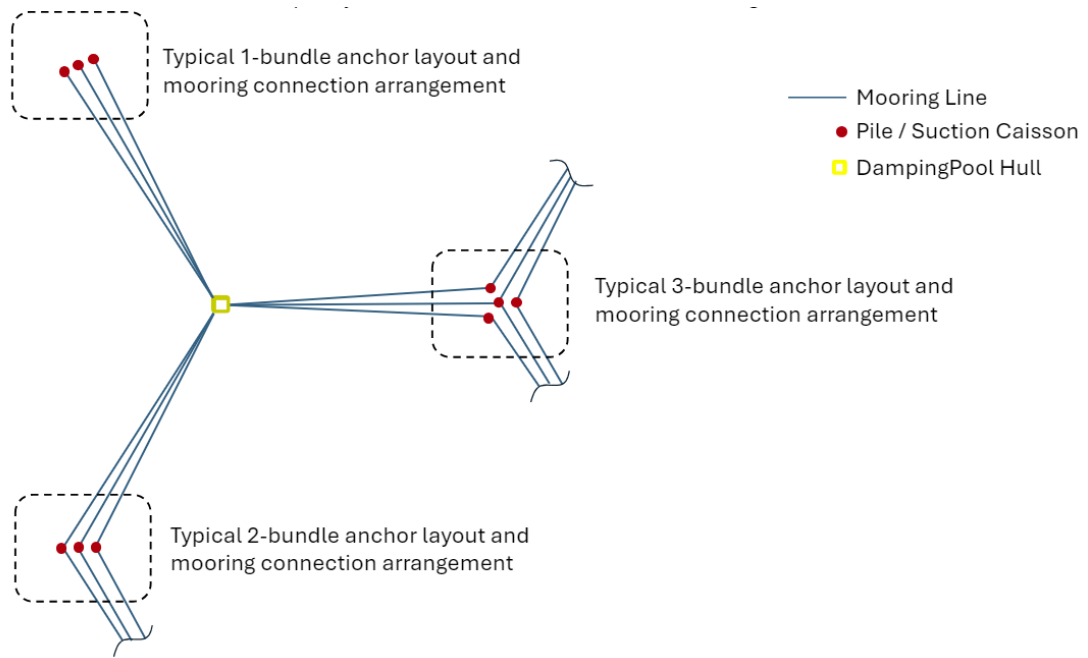 Typical 1-bundle anchor layout and
mooring connection arrangement
Mooring Line
Pile / Suction Caisson
DampingPool Hull
Typical 3-bundle anchor layout and
mooring connection arrangement
Typical 2-bundle anchor layout and
mooring connection arrangement